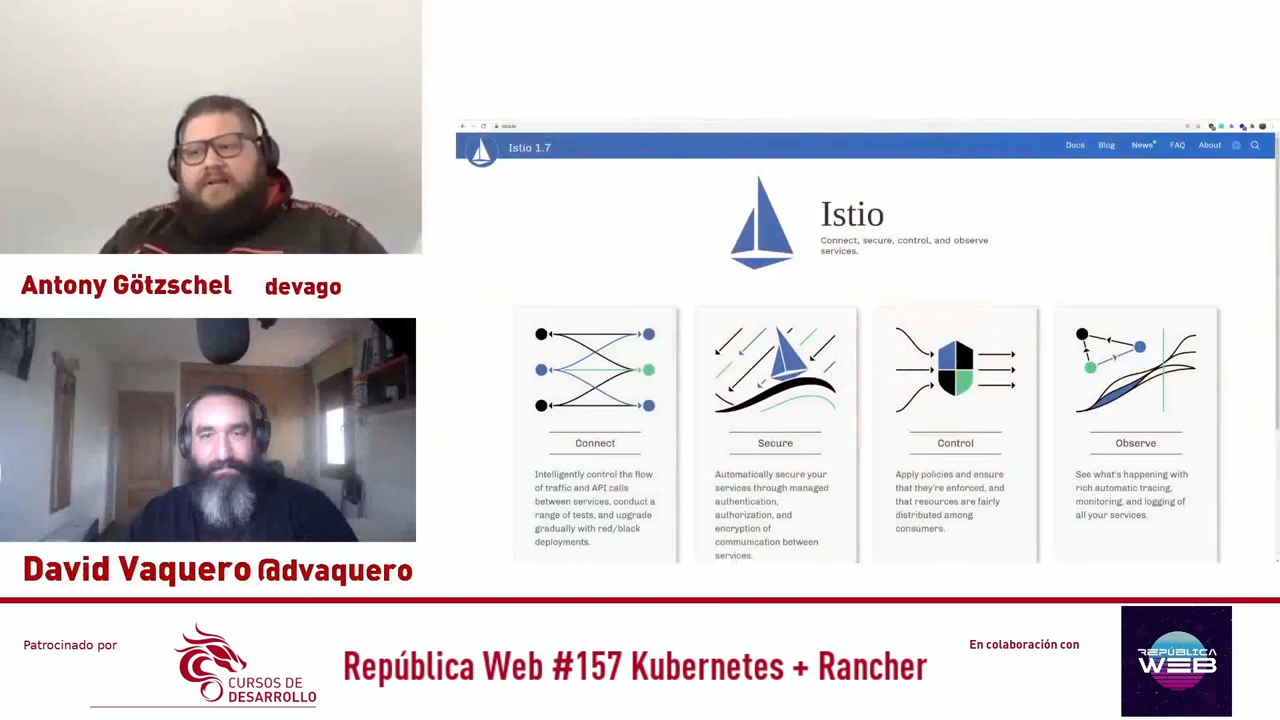 Antony Götzschel devago
David Vaquero @dvaquero
Istio 1.7
Docs Blog News FAQ About
Istio
Connect, secure, control, and observe
services.
Connect
Intelligently control the flow
of traffic and API calls
between services, conduct a
range of tests, and upgrade
gradually with red/black
deployments.
Secure
Automatically secure your
services through managed
authentication,
authorization, and
encryption of
communication between
services.
Control
Apply policies and ensure
that they're enforced, and
that resources are fairly
distributed among
consumers.
Observe
See what's happening with
rich automatic tracing,
monitoring, and logging of
all your services.
Patrocinado por
CURSOS DE
DESARROLLO
República Web #157 Kubernetes + Rancher
En colaboración con
REPÚBLICA
WEB